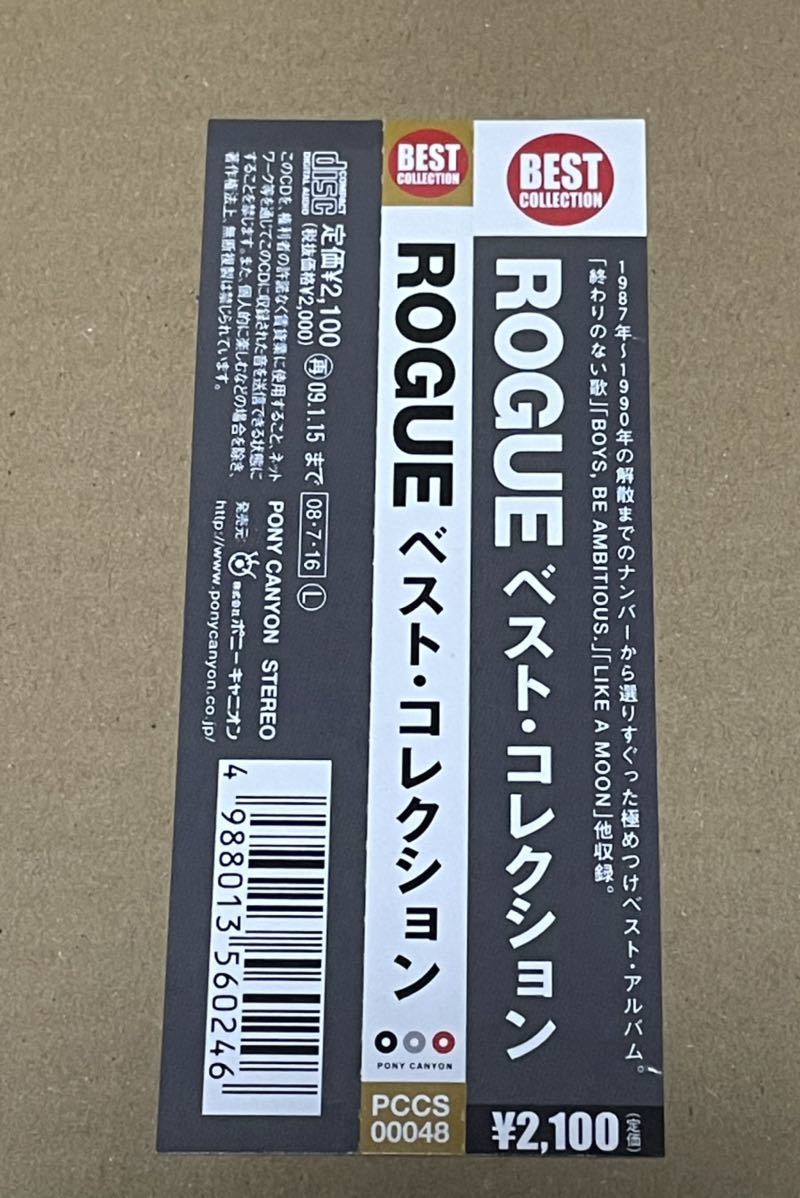 BEST
COLLECTION
1987年～1990年の解散までのナンバーから選りすぐった極めつけベスト・アルバム。
「終わりのない歌」「BOYS, BE AMBITIOUS.」「LIKE A MOON」他収録。
ROGUE ベスト・コレクション
¥2,100(定価)
BEST
COLLECTION
ROGUE ベスト・コレクション
PONY CANYON
PCCS
00048
COMPACT
disc
DIGITAL AUDIO
定価¥2,100 再 09.1.15 まで 08・7・16 L
(税抜価格¥2,000)
このCDを、権利者の許諾なく賃貸業に使用すること、ネット
ワーク等を通じてこのCDに収録された音を送信できる状態に
することを禁じます。また、個人的に楽しむなどの場合を除き、
著作権法上、無断複製は禁じられています。
PONY CANYON STEREO
発売元 株式会社ポニーキャニオン
http://www.ponycanyon.co.jp/
4 988013 560246